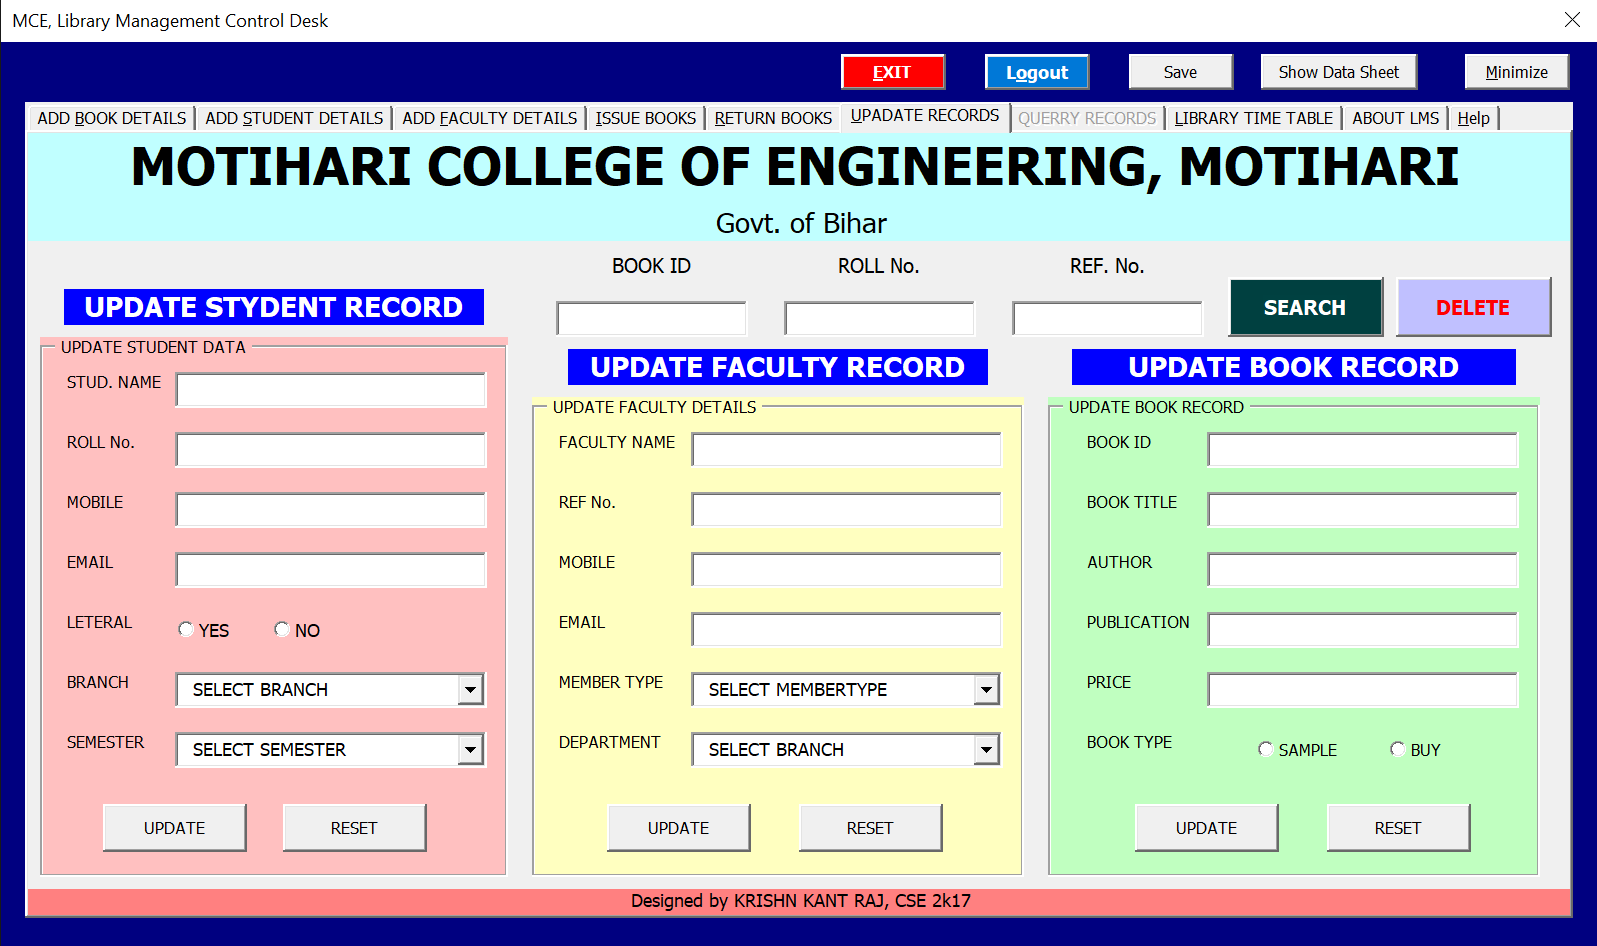 MCE, Library Management Control Desk
EXIT Logout Save Show Data Sheet Minimize
ADD BOOK DETAILS ADD STUDENT DETAILS ADD FACULTY DETAILS ISSUE BOOKS RETURN BOOKS UPADATE RECORDS QUERRY RECORDS LIBRARY TIME TABLE ABOUT LMS Help
MOTIHARI COLLEGE OF ENGINEERING, MOTIHARI
Govt. of Bihar
BOOK ID ROLL No. REF. No.
SEARCH DELETE
UPDATE STYDENT RECORD
UPDATE STUDENT DATA
STUD. NAME
ROLL No.
MOBILE
EMAIL
LETERAL YES NO
BRANCH SELECT BRANCH
SEMESTER SELECT SEMESTER
UPDATE RESET
UPDATE FACULTY RECORD
UPDATE FACULTY DETAILS
FACULTY NAME
REF No.
MOBILE
EMAIL
MEMBER TYPE SELECT MEMBERTYPE
DEPARTMENT SELECT BRANCH
UPDATE RESET
UPDATE BOOK RECORD
UPDATE BOOK RECORD
BOOK ID
BOOK TITLE
AUTHOR
PUBLICATION
PRICE
BOOK TYPE SAMPLE BUY
UPDATE RESET
Designed by KRISHN KANT RAJ, CSE 2k17